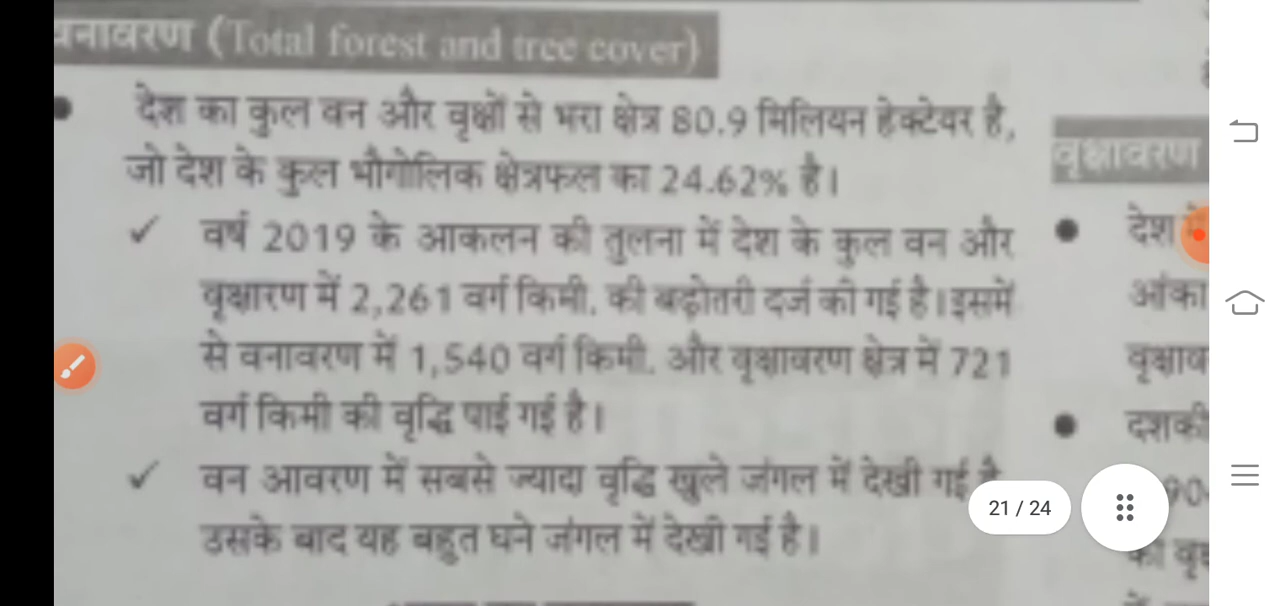 वनावरण (Total forest and tree cover)
देश का कुल वन और वृक्षों से भरा क्षेत्र 80.9 मिलियन हेक्टेयर है,
जो देश के कुल भौगोलिक क्षेत्रफल का 24.62% है।
✓ वर्ष 2019 के आकलन की तुलना में देश के कुल वन और
वृक्षारण में 2,261 वर्ग किमी. की बढ़ोतरी दर्ज की गई है। इसमें
से वनावरण में 1,540 वर्ग किमी. और वृक्षावरण क्षेत्र में 721
वर्ग किमी की वृद्धि पाई गई है।
✓ वन आवरण में सबसे ज्यादा वृद्धि खुले जंगल में देखी गई है
उसके बाद यह बहुत घने जंगल में देखी गई है।
वृक्षावरण
देश
21 / 24